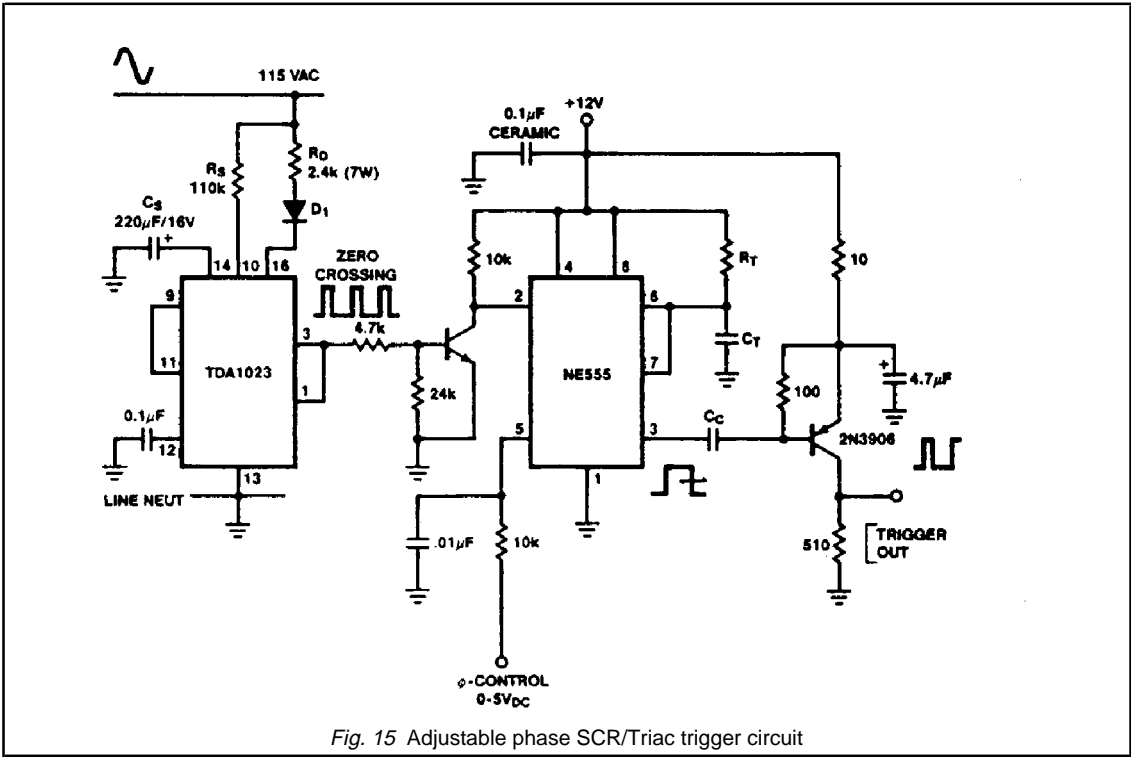 115 VAC
RS
110k
RD
2.4k (7W)
D1
CS
220µF/16V
+
14
10
16
9
11
12
13
3
1
TDA1023
0.1µF
LINE NEUT
ZERO
CROSSING
4.7k
24k
0.1µF
CERAMIC
+12V
10k
4
8
2
6
7
5
3
1
NE555
RT
CT
CC
.01µF
10k
φ-CONTROL
0-5VDC
10
100
+
4.7µF
2N3906
510
TRIGGER
OUT
Fig. 15 Adjustable phase SCR/Triac trigger circuit